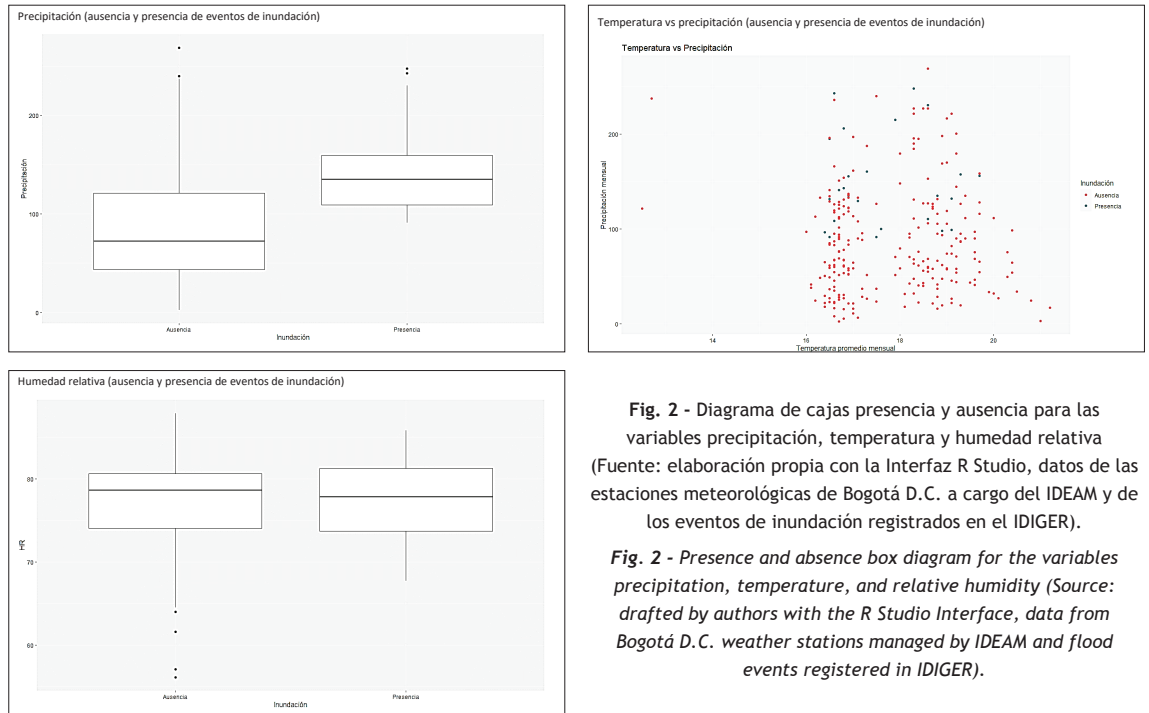 Precipitación (ausencia y presencia de eventos de inundación)
200
100
0
Precipitación
Ausencia
Presencia
Inundación
Temperatura vs precipitación (ausencia y presencia de eventos de inundación)
Temperatura vs Precipitación
200
100
0
Precipitación mensual
14
16
18
20
Temperatura promedio mensual
Inundación
Ausencia
Presencia
Humedad relativa (ausencia y presencia de eventos de inundación)
80
70
60
HR
Ausencia
Presencia
Inundación
Fig. 2 - Diagrama de cajas presencia y ausencia para las
variables precipitación, temperatura y humedad relativa
(Fuente: elaboración propia con la Interfaz R Studio, datos de las
estaciones meteorológicas de Bogotá D.C. a cargo del IDEAM y de
los eventos de inundación registrados en el IDIGER).
Fig. 2 - Presence and absence box diagram for the variables
precipitation, temperature, and relative humidity (Source:
drafted by authors with the R Studio Interface, data from
Bogotá D.C. weather stations managed by IDEAM and flood
events registered in IDIGER).